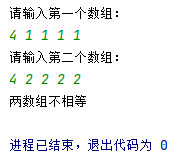 请输入第一个数组：
4 1 1 1 1
请输入第二个数组：
4 2 2 2 2
两数组不相等
进程已结束，退出代码为 0